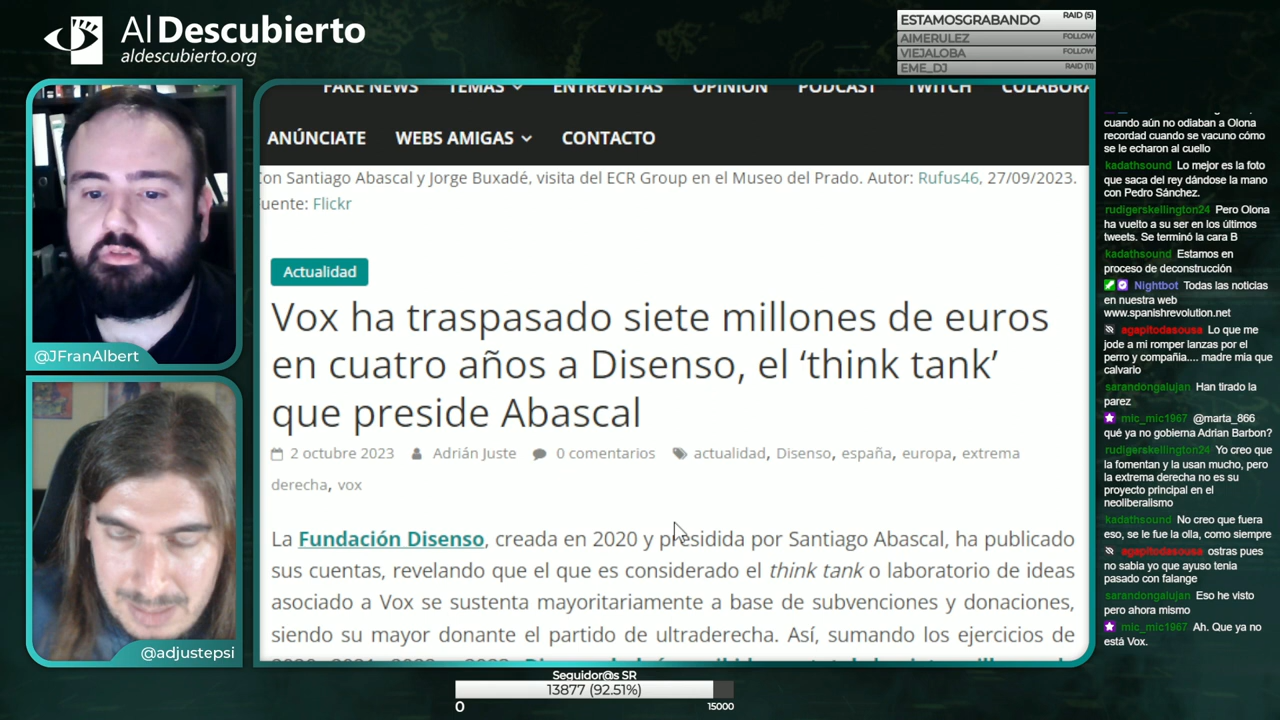 Al Descubierto
aldescubierto.org
ESTAMOSGRABANDO RAID (5)
AIMERULEZ FOLLOW
VIEJALOBA FOLLOW
EME_DJ RAID (11)
FAKE NEWS TEMAS ENTREVISTAS OPINIÓN PODCAST TWITCH COLABORA
ANÚNCIATE WEBS AMIGAS CONTACTO
Con Santiago Abascal y Jorge Buxadé, visita del ECR Group en el Museo del Prado. Autor: Rufus46, 27/09/2023.
uente: Flickr
Actualidad
Vox ha traspasado siete millones de euros
en cuatro años a Disenso, el ‘think tank’
que preside Abascal
2 octubre 2023 Adrián Juste 0 comentarios actualidad, Disenso, españa, europa, extrema
derecha, vox
La Fundación Disenso, creada en 2020 y presidida por Santiago Abascal, ha publicado
sus cuentas, revelando que el que es considerado el think tank o laboratorio de ideas
asociado a Vox se sustenta mayoritariamente a base de subvenciones y donaciones,
siendo su mayor donante el partido de ultraderecha. Así, sumando los ejercicios de
@JFranAlbert
@adjustepsi
cuando aún no odiaban a Olona
recordad cuando se vacuno cómo
se le echaron al cuello
kadathsound Lo mejor es la foto
que saca del rey dándose la mano
con Pedro Sánchez.
rudigerskellington24 Pero Olona
ha vuelto a su ser en los últimos
tweets. Se terminó la cara B
kadathsound Estamos en
proceso de deconstrucción
Nightbot Todas las noticias
en nuestra web
www.spanishrevolution.net
agapitodasousa Lo que me
jode a mi romper lanzas por el
perro y compañia.... madre mia que
calvario
sarandongalujan Han tirado la
parez
mic_mic1967 @marta_866
qué ya no gobierna Adrian Barbon?
rudigerskellington24 Yo creo que
la fomentan y la usan mucho, pero
la extrema derecha no es su
proyecto principal en el
neoliberalismo
kadathsound No creo que fuera
eso, se le fue la olla, como siempre
agapitodasousa ostras pues
no sabia yo que ayuso tenia
pasado con falange
sarandongalujan Eso he visto
pero ahora mismo
mic_mic1967 Ah. Que ya no
está Vox.
Seguidor@s SR
13877 (92.51%)
0 15000